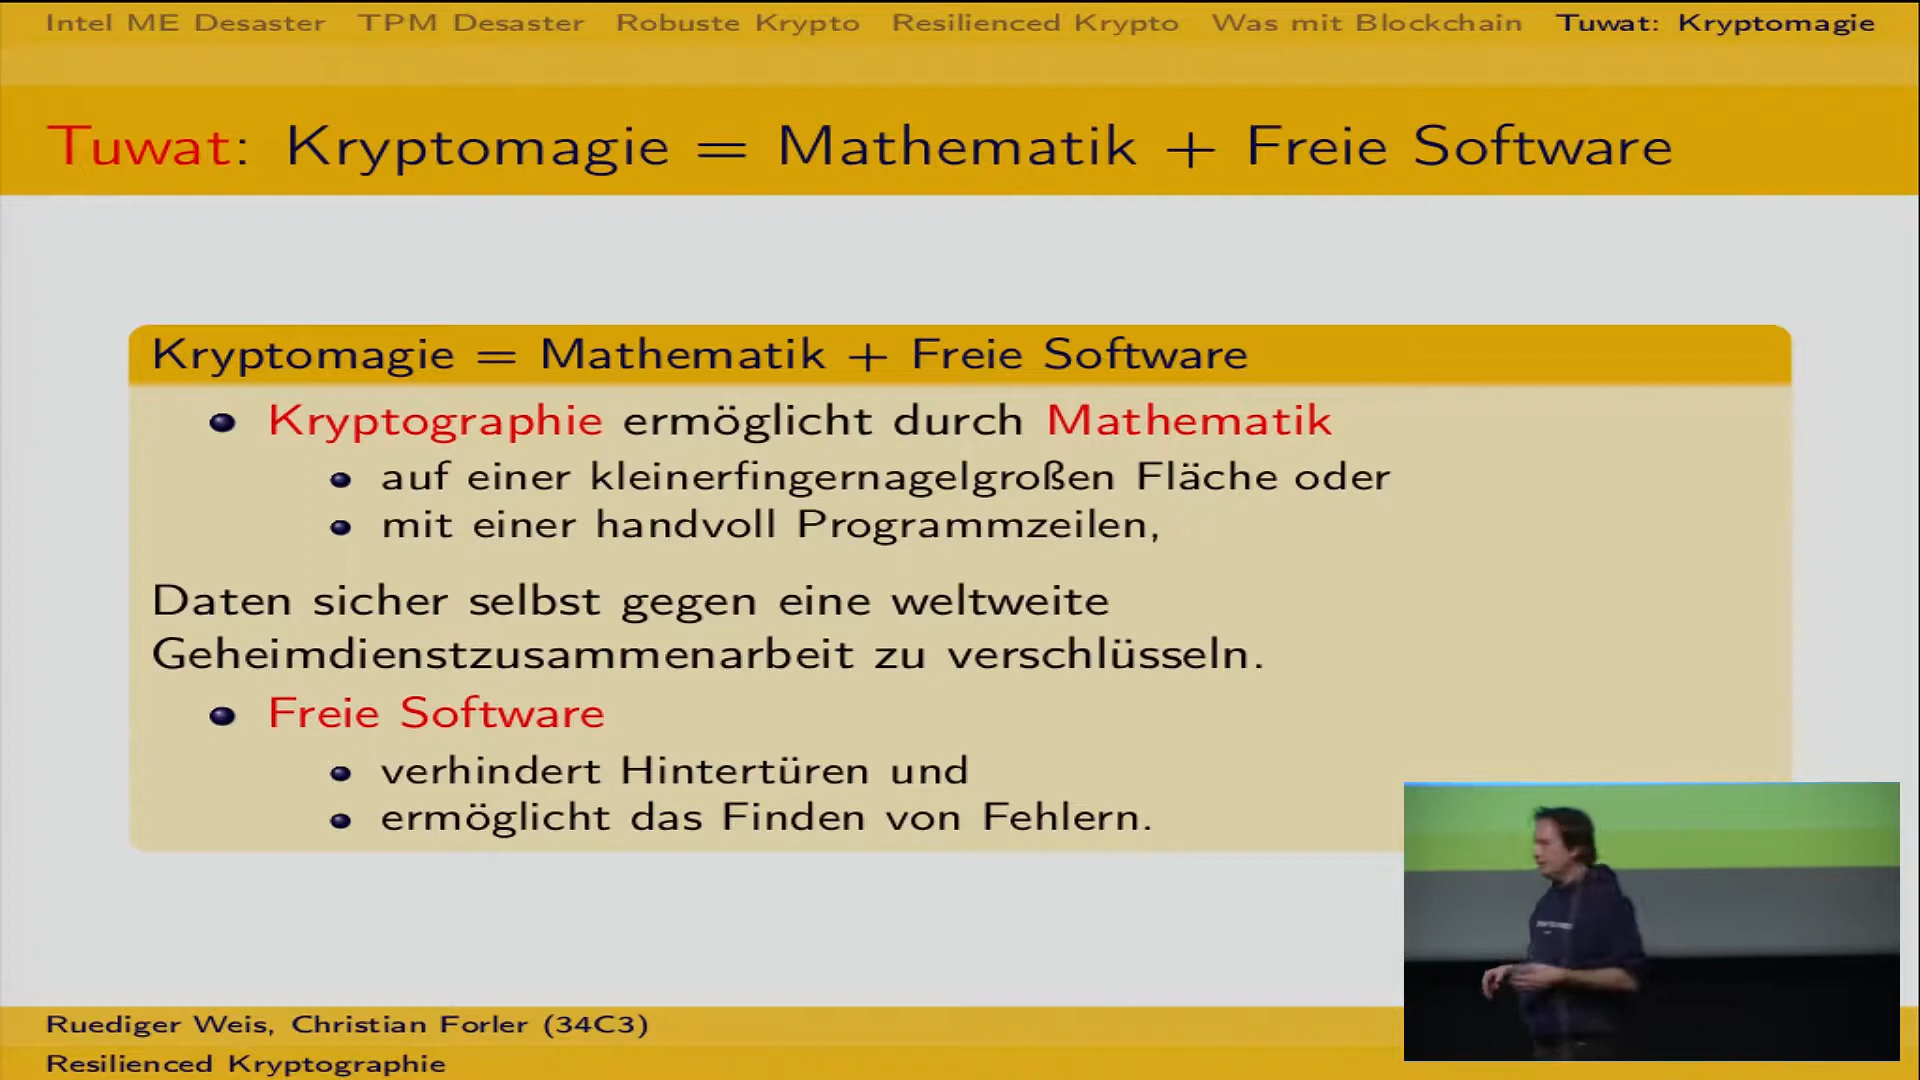 Intel ME Desaster TPM Desaster Robuste Krypto Resilienced Krypto Was mit Blockchain Tuwat: Kryptomagie
Tuwat: Kryptomagie = Mathematik + Freie Software
Kryptomagie = Mathematik + Freie Software
Kryptographie ermöglicht durch Mathematik
auf einer kleinerfingernagelgroßen Fläche oder
mit einer handvoll Programmzeilen,
Daten sicher selbst gegen eine weltweite
Geheimdienstzusammenarbeit zu verschlüsseln.
Freie Software
verhindert Hintertüren und
ermöglicht das Finden von Fehlern.
Ruediger Weis, Christian Forler (34C3)
Resilienced Kryptographie